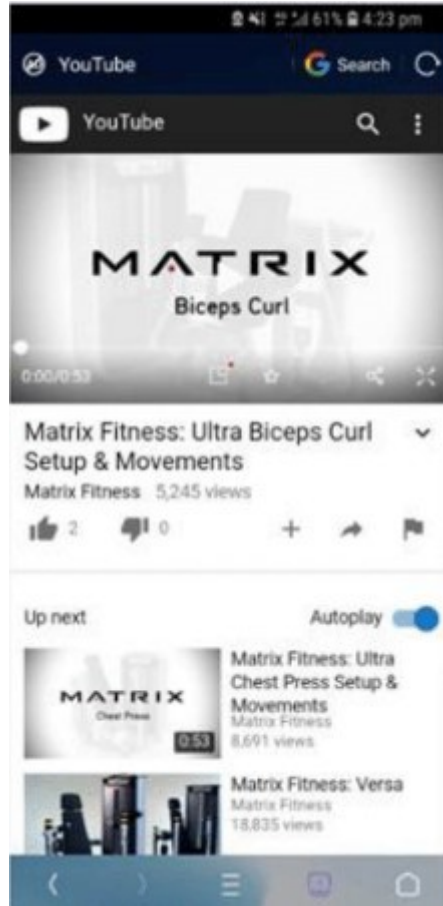 61% 4:23 pm
YouTube
G Search
YouTube
MATRIX
Biceps Curl
0:00/0:53
Matrix Fitness: Ultra Biceps Curl
Setup & Movements
Matrix Fitness 5,245 views
2 0
Up next Autoplay
MATRIX
Chest Press
0:53
Matrix Fitness: Ultra
Chest Press Setup &
Movements
Matrix Fitness
8,691 views
Matrix Fitness: Versa
Matrix Fitness
18,835 views